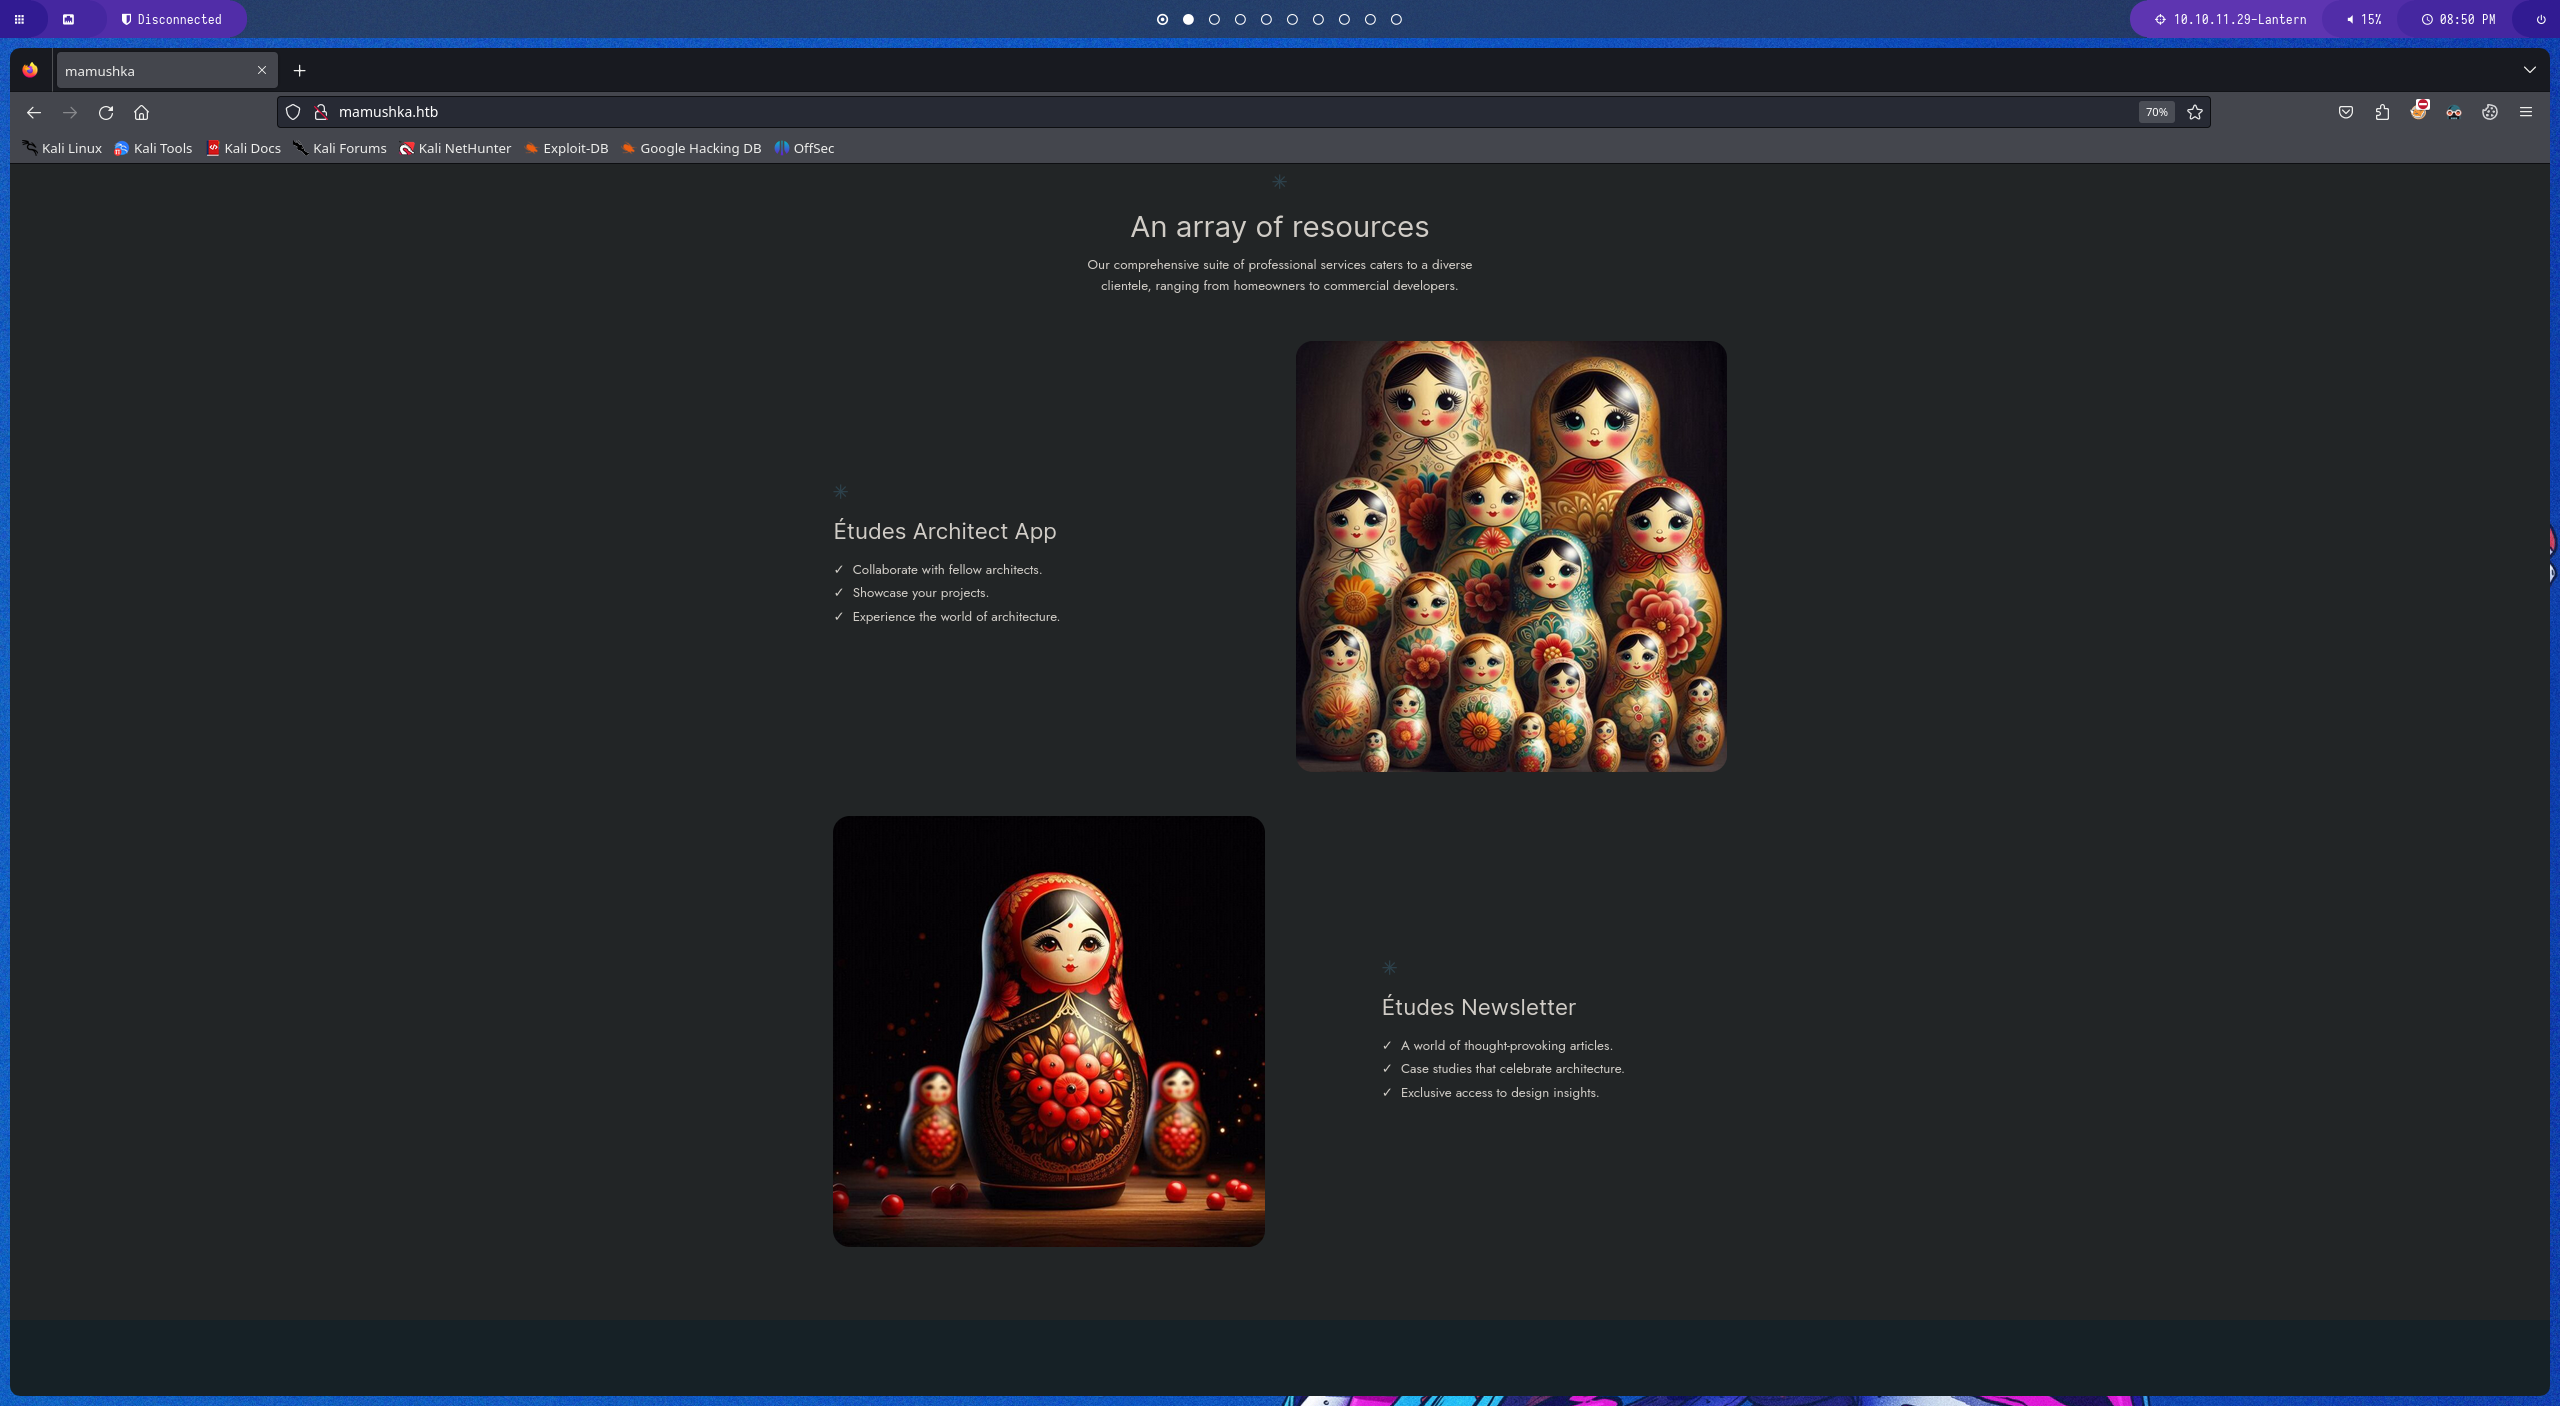 Disconnected
10.10.11.29-Lantern
15%
08:50 PM
mamushka
mamushka.htb
70%
Kali Linux
Kali Tools
Kali Docs
Kali Forums
Kali NetHunter
Exploit-DB
Google Hacking DB
OffSec
An array of resources
Our comprehensive suite of professional services caters to a diverse
clientele, ranging from homeowners to commercial developers.
Études Architect App
✓ Collaborate with fellow architects.
✓ Showcase your projects.
✓ Experience the world of architecture.
Études Newsletter
✓ A world of thought-provoking articles.
✓ Case studies that celebrate architecture.
✓ Exclusive access to design insights.